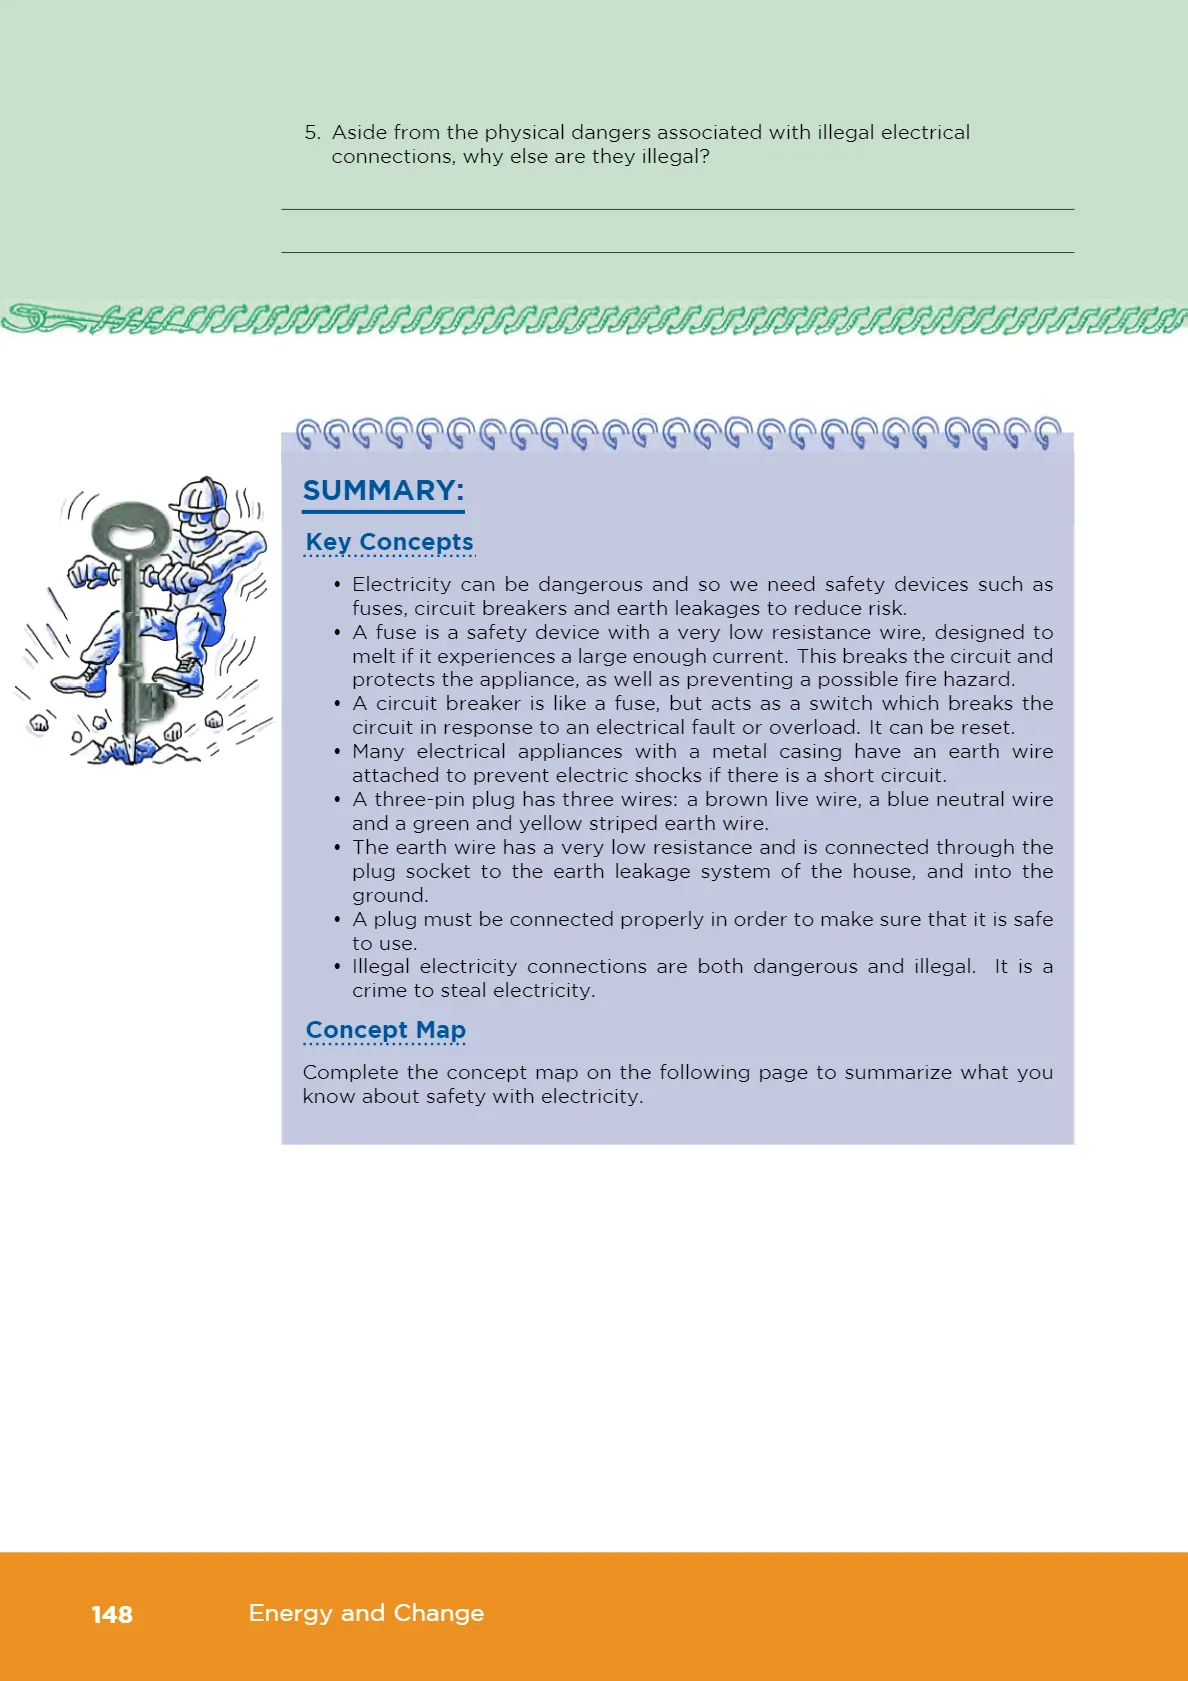 5. Aside from the physical dangers associated with illegal electrical
connections, why else are they illegal?
SUMMARY:
Key Concepts
• Electricity can be dangerous and so we need safety devices such as
fuses, circuit breakers and earth leakages to reduce risk.
• A fuse is a safety device with a very low resistance wire, designed to
melt if it experiences a large enough current. This breaks the circuit and
protects the appliance, as well as preventing a possible fire hazard.
• A circuit breaker is like a fuse, but acts as a switch which breaks the
circuit in response to an electrical fault or overload. It can be reset.
• Many electrical appliances with a metal casing have an earth wire
attached to prevent electric shocks if there is a short circuit.
• A three-pin plug has three wires: a brown live wire, a blue neutral wire
and a green and yellow striped earth wire.
• The earth wire has a very low resistance and is connected through the
plug socket to the earth leakage system of the house, and into the
ground.
• A plug must be connected properly in order to make sure that it is safe
to use.
• Illegal electricity connections are both dangerous and illegal. It is a
crime to steal electricity.
Concept Map
Complete the concept map on the following page to summarize what you
know about safety with electricity.
148 Energy and Change